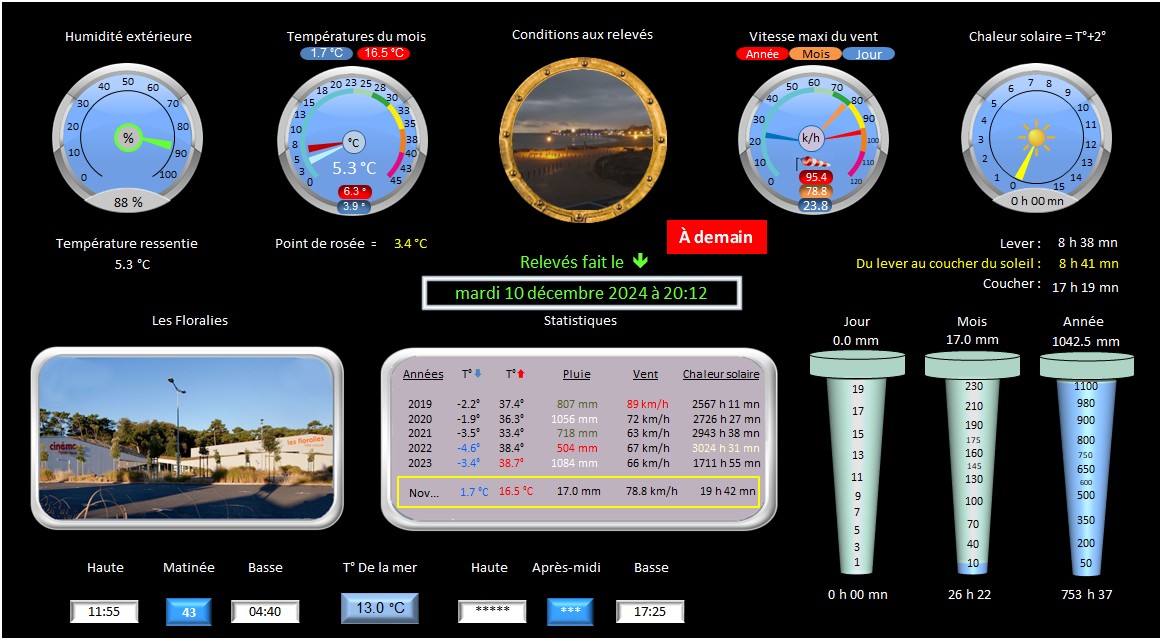 Humidité extérieure
0 10 20 30 40 50 60 70 80 90 100
%
88 %
Températures du mois
1.7 °C 16.5 °C
0 3 5 8 10 13 15 18 20 23 25 28 30 33 35 38 40 43 45
°C
5.3 °C
6.3 °
3.9 °
Conditions aux relevés
Vitesse maxi du vent
Année Mois Jour
0 10 20 30 40 50 60 70 80 90 100 110 120
k/h
95.4
78.8
23.8
Chaleur solaire = T°+2°
0 1 2 3 4 5 6 7 8 9 10 11 12 13 14 15
0 h 00 mn
Température ressentie
5.3 °C
Point de rosée = 3.4 °C
À demain
Relevés fait le
mardi 10 décembre 2024 à 20:12
Lever : 8 h 38 mn
Du lever au coucher du soleil : 8 h 41 mn
Coucher : 17 h 19 mn
Les Floralies
cinéma
les floralies
Statistiques
Années T° T° Pluie Vent Chaleur solaire
2019 -2.2° 37.4° 807 mm 89 km/h 2567 h 11 mn
2020 -1.9° 36.3° 1056 mm 72 km/h 2726 h 27 mn
2021 -3.5° 33.4° 718 mm 63 km/h 2943 h 38 mn
2022 -4.6° 38.4° 504 mm 67 km/h 3024 h 31 mn
2023 -3.4° 38.7° 1084 mm 66 km/h 1711 h 55 mn
Nov... 1.7 °C 16.5 °C 17.0 mm 78.8 km/h 19 h 42 mn
Jour
0.0 mm
19
17
15
13
11
9
7
5
3
1
0 h 00 mn
Mois
17.0 mm
230
210
190
175
160
145
130
100
70
40
10
26 h 22
Année
1042.5 mm
1100
980
900
800
750
650
600
500
350
200
50
753 h 37
Haute Matinée Basse T° De la mer Haute Après-midi Basse
11:55 43 04:40 13.0 °C ***** *** 17:25